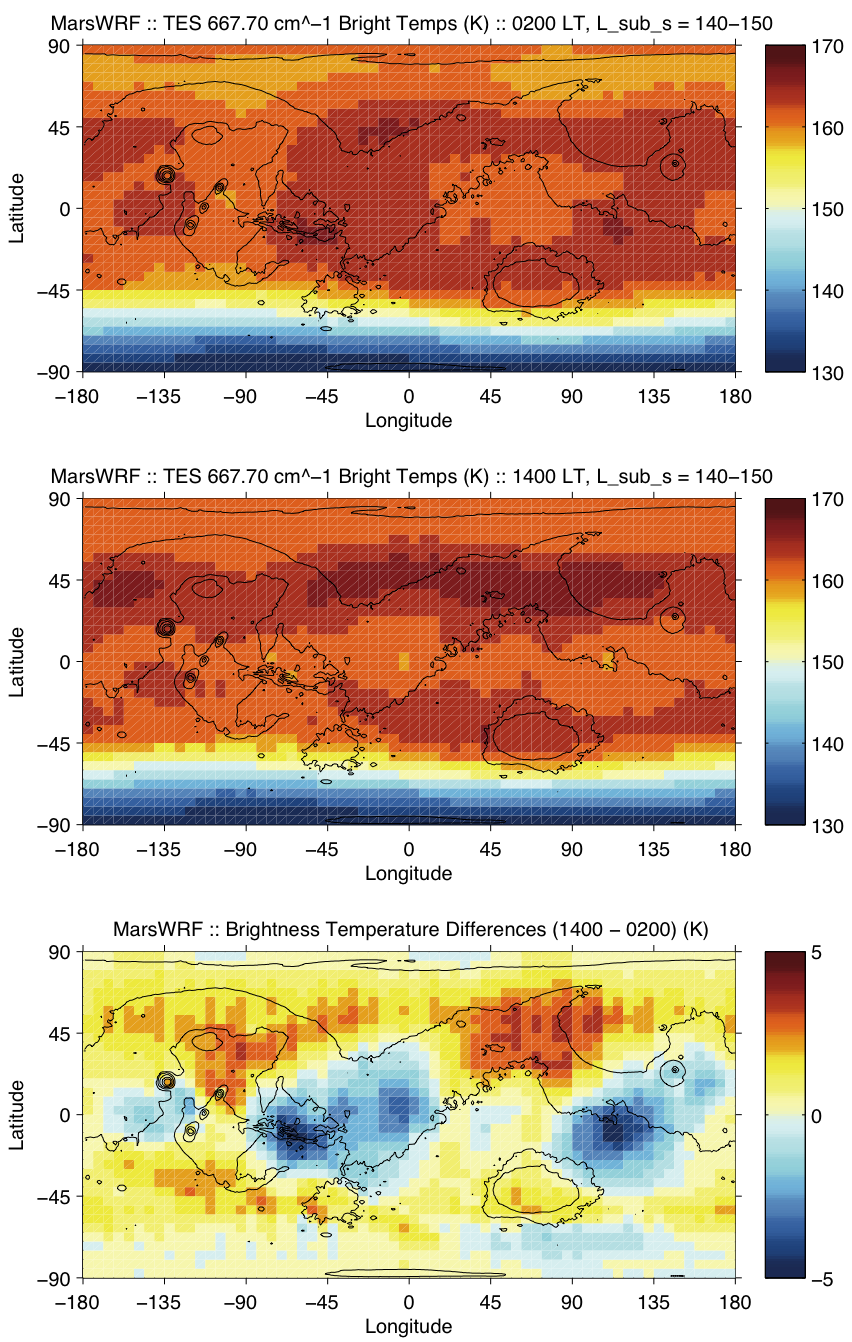 MarsWRF :: TES 667.70 cm^−1 Bright Temps (K) :: 0200 LT, L_sub_s = 140−150
90
45
0
−45
−90
Latitude
−180 −135 −90 −45 0 45 90 135 180
Longitude
170
160
150
140
130
MarsWRF :: TES 667.70 cm^−1 Bright Temps (K) :: 1400 LT, L_sub_s = 140−150
90
45
0
−45
−90
Latitude
−180 −135 −90 −45 0 45 90 135 180
Longitude
170
160
150
140
130
MarsWRF :: Brightness Temperature Differences (1400 − 0200) (K)
90
45
0
−45
−90
Latitude
−180 −135 −90 −45 0 45 90 135 180
Longitude
5
0
−5